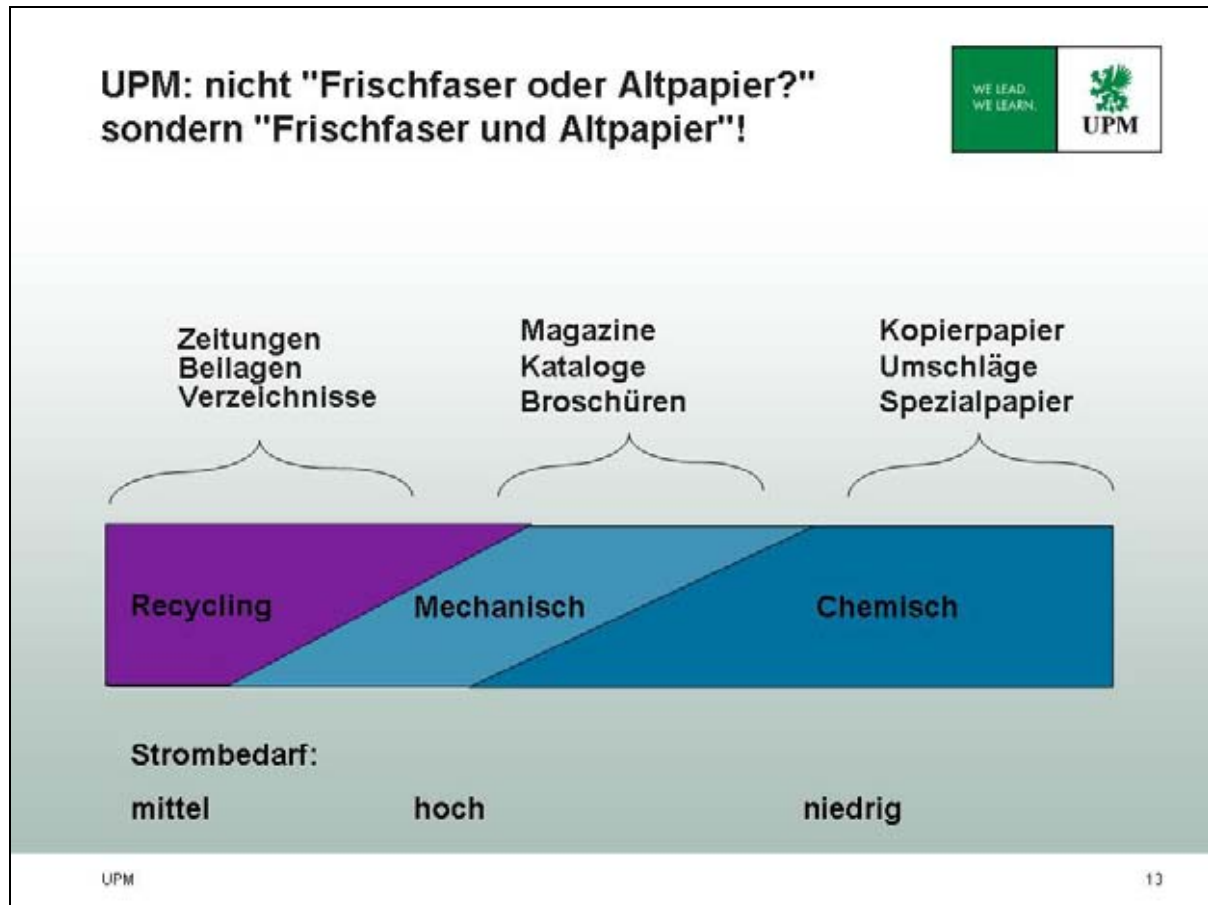 UPM: nicht "Frischfaser oder Altpapier?"
sondern "Frischfaser und Altpapier"!
WE LEAD.
WE LEARN.
UPM
Zeitungen
Beilagen
Verzeichnisse
Magazine
Kataloge
Broschüren
Kopierpapier
Umschläge
Spezialpapier
Recycling
Mechanisch
Chemisch
Strombedarf:
mittel
hoch
niedrig
UPM
13